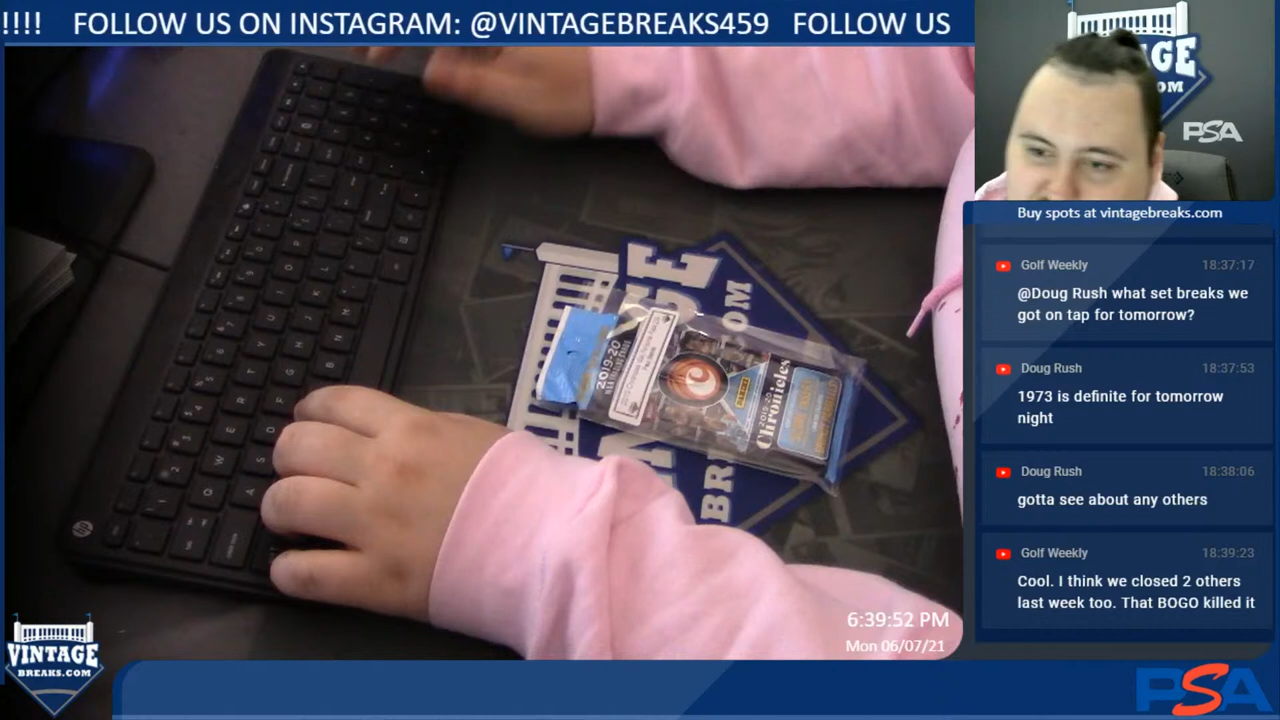 !!!! FOLLOW US ON INSTAGRAM: @VINTAGEBREAKS459 FOLLOW US
PSA
Buy spots at vintagebreaks.com
Golf Weekly 18:37:17
@Doug Rush what set breaks we
got on tap for tomorrow?
Doug Rush 18:37:53
1973 is definite for tomorrow
night
Doug Rush 18:38:06
gotta see about any others
Golf Weekly 18:39:23
Cool. I think we closed 2 others
last week too. That BOGO killed it
2019-20
PANINI
2019-20
Chronicles
hp
6:39:52 PM
Mon 06/07/21
VINTAGE
BREAKS.COM
PSA